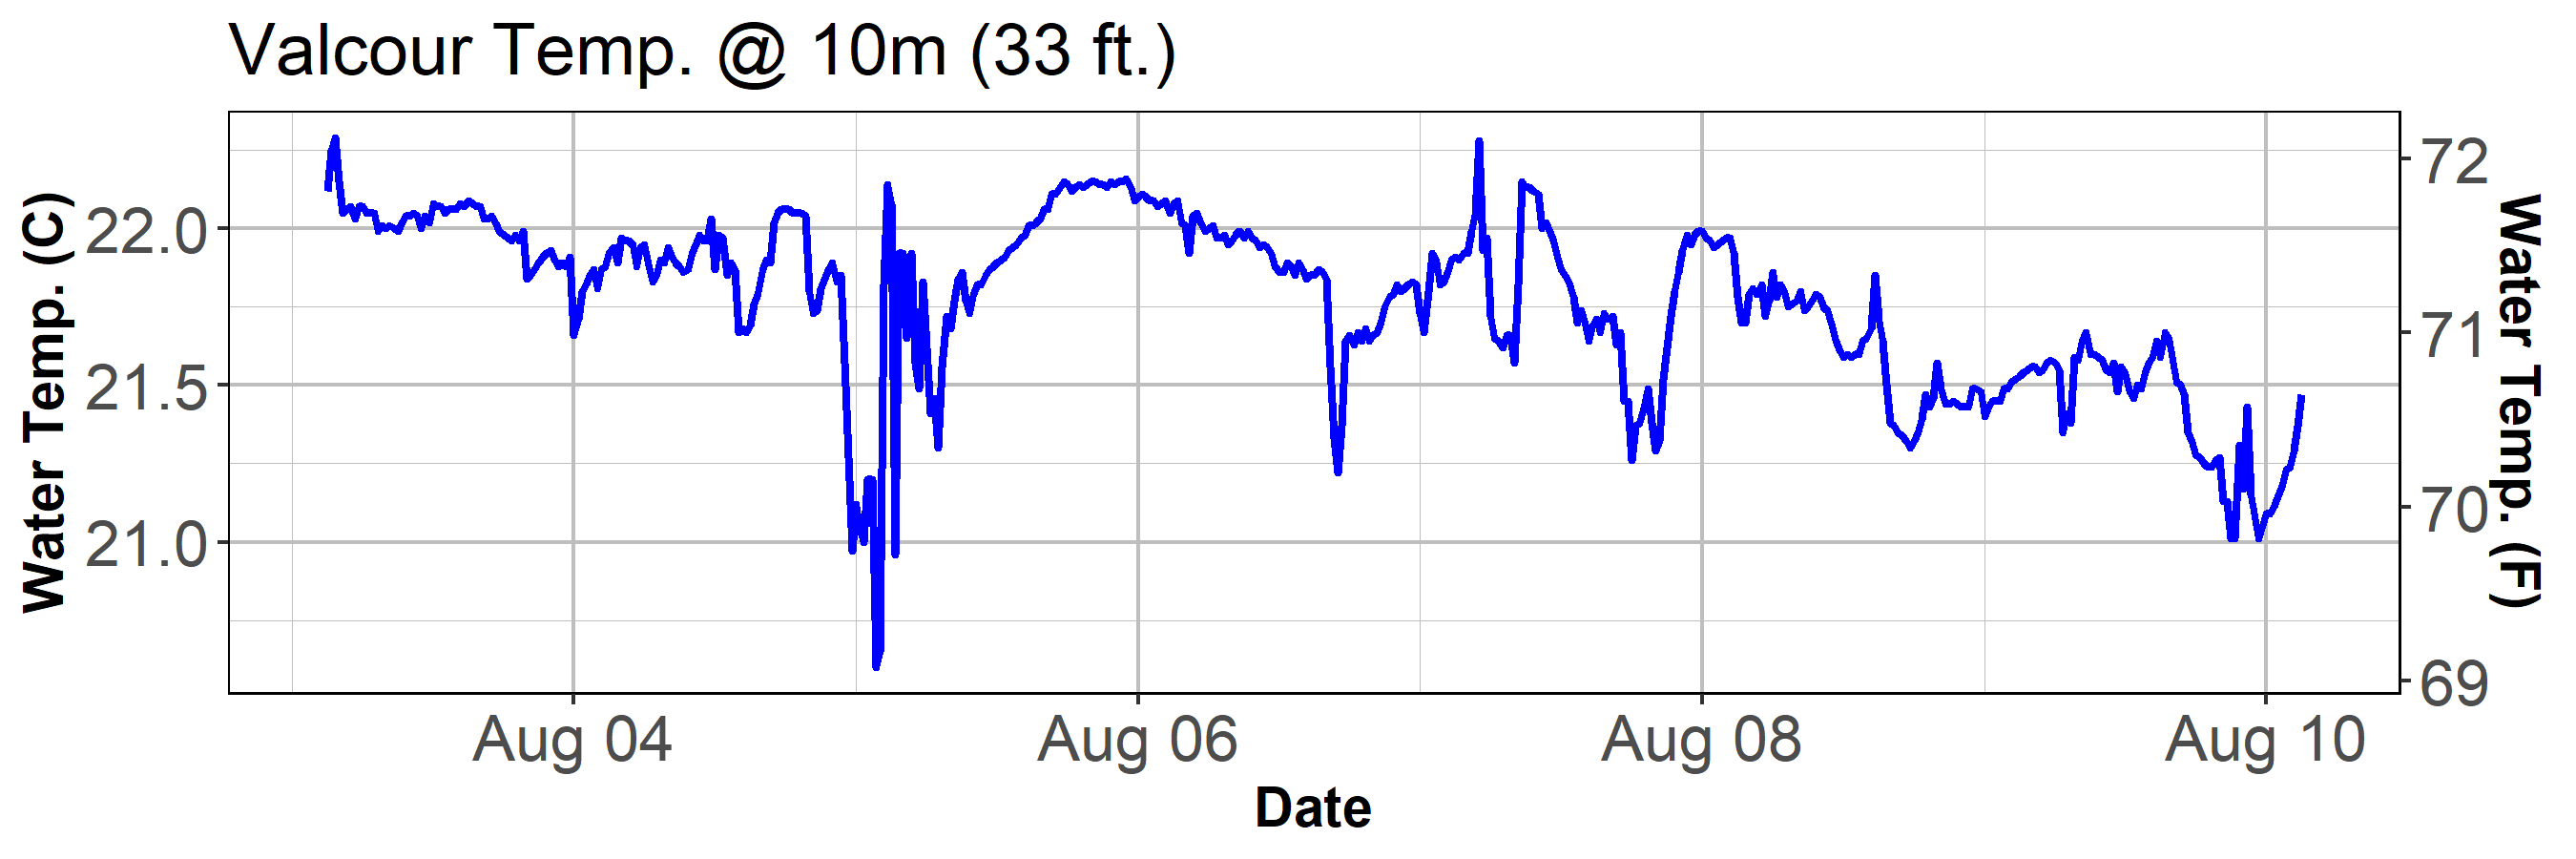 Valcour Temp. @ 10m (33 ft.)
Water Temp. (C)
22.0
21.5
21.0
72
71
70
69
Water Temp. (F)
Aug 04 Aug 06 Aug 08 Aug 10
Date